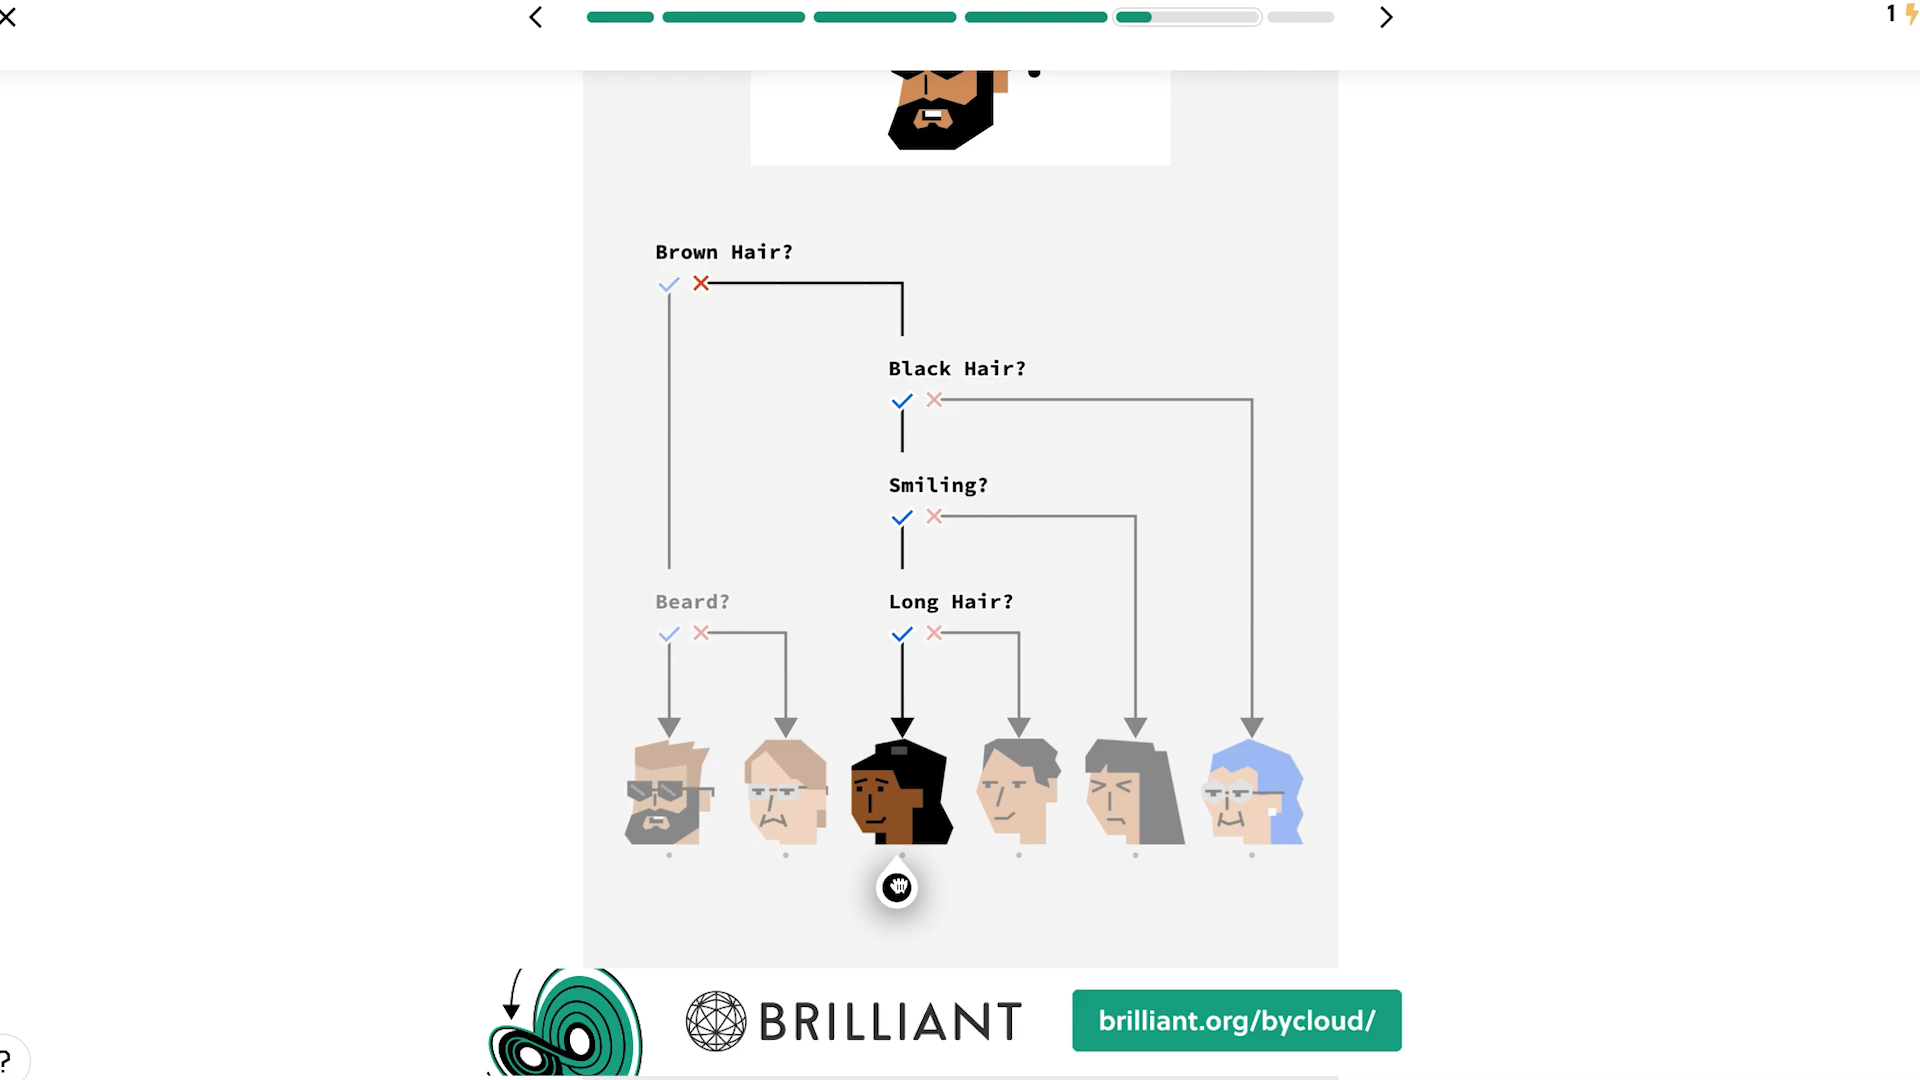 1
Brown Hair?
Black Hair?
Smiling?
Beard?
Long Hair?
BRILLIANT
brilliant.org/bycloud/
?